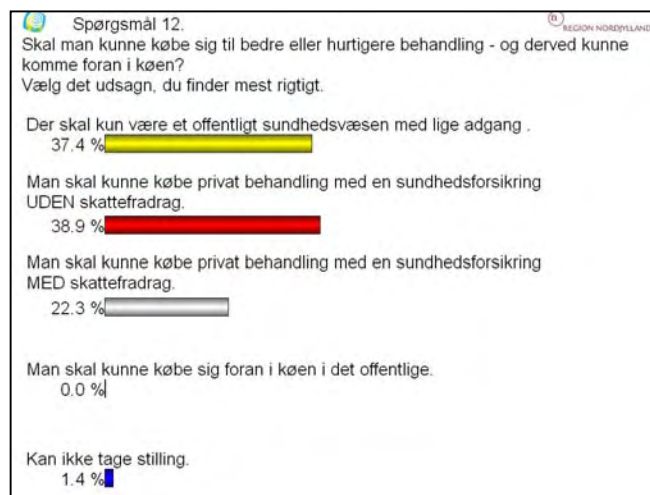 Spørgsmål 12.
REGION NORDJYLLAND
Skal man kunne købe sig til bedre eller hurtigere behandling - og derved kunne
komme foran i køen?
Vælg det udsagn, du finder mest rigtigt.
Der skal kun være et offentligt sundhedsvæsen med lige adgang .
37.4 %
Man skal kunne købe privat behandling med en sundhedsforsikring
UDEN skattefradrag.
38.9 %
Man skal kunne købe privat behandling med en sundhedsforsikring
MED skattefradrag.
22.3 %
Man skal kunne købe sig foran i køen i det offentlige.
0.0 %
Kan ikke tage stilling.
1.4 %